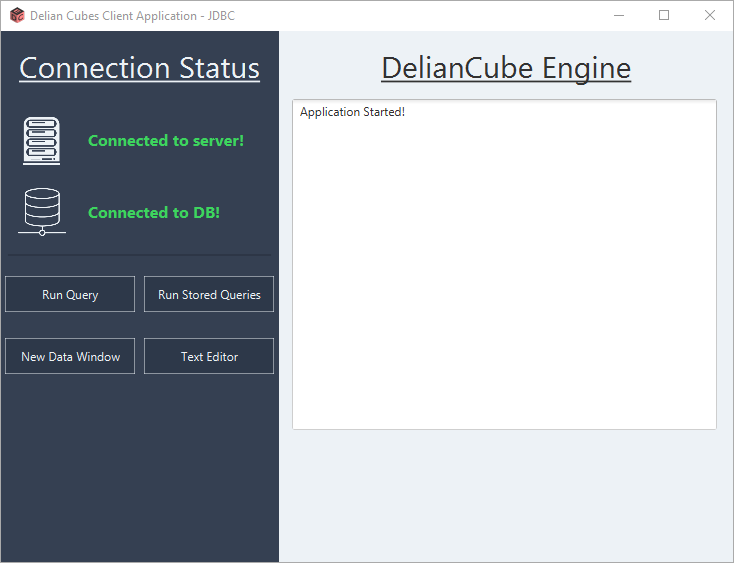 Delian Cubes Client Application - JDBC
Connection Status
Connected to server!
Connected to DB!
Run Query
Run Stored Queries
New Data Window
Text Editor
DelianCube Engine
Application Started!